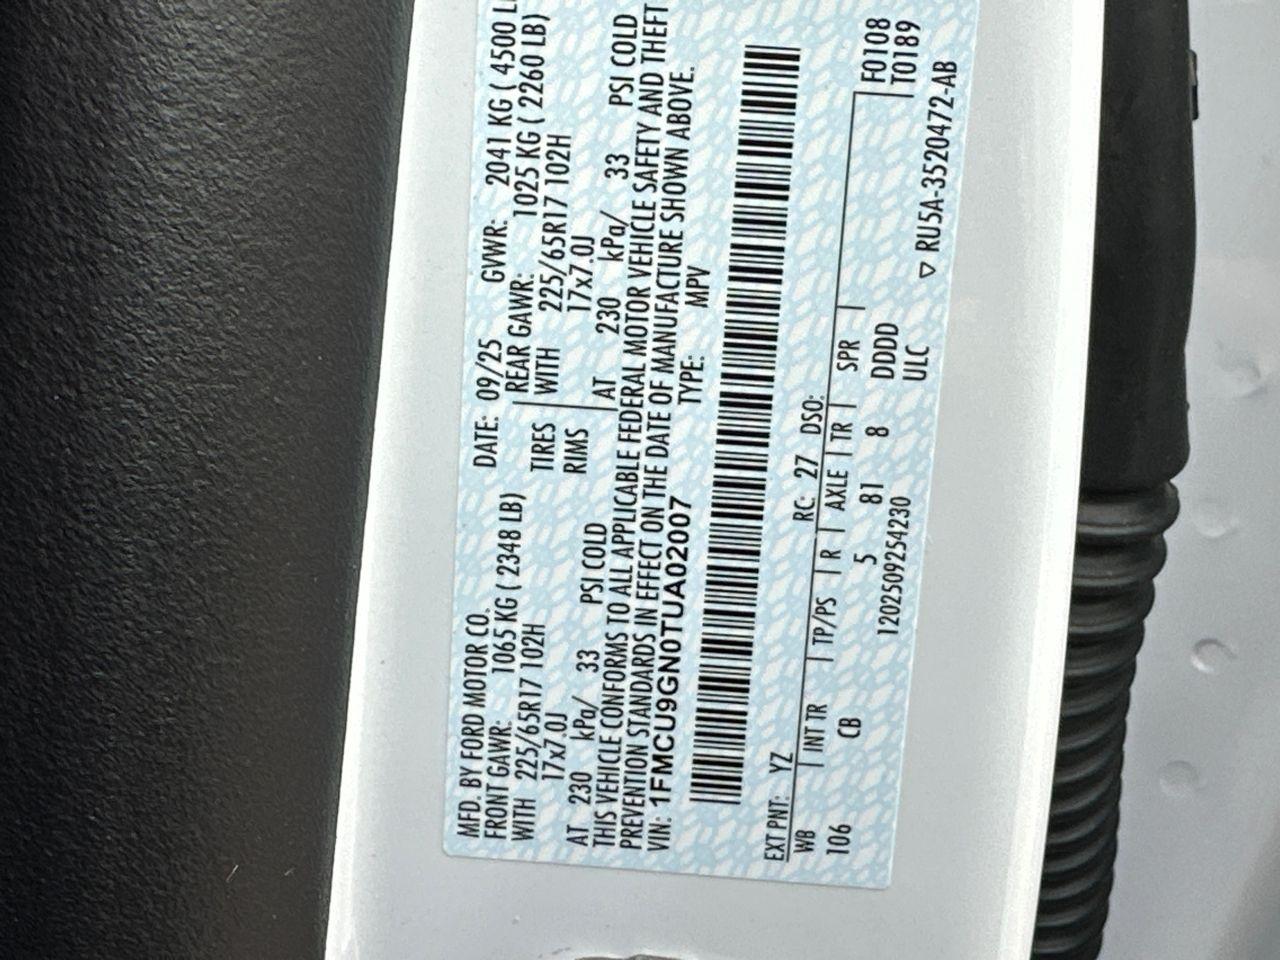 MFD. BY FORD MOTOR CO. DATE: 09/25 GVWR: 2041 KG ( 4500
FRONT GAWR: 1065 KG ( 2348 LB) REAR GAWR: 1025 KG ( 2260 LB)
WITH 225/65R17 102H TIRES WITH 225/65R17 102H
17x7.0J RIMS 17x7.0J
AT 230 kPa/ 33 PSI COLD AT 230 kPa/ 33 PSI COLD
THIS VEHICLE CONFORMS TO ALL APPLICABLE FEDERAL MOTOR VEHICLE SAFETY AND THEFT
PREVENTION STANDARDS IN EFFECT ON THE DATE OF MANUFACTURE SHOWN ABOVE.
VIN: 1FMCU9GN0TUA02007 TYPE: MPV
EXT PNT: YZ RC: 27 DSO:
WB INT TR TP/PS R AXLE TR SPR F0108
106 CB 5 81 8 DDDD T0189
1202509254230 ULC ▽ RU5A-3520472-AB